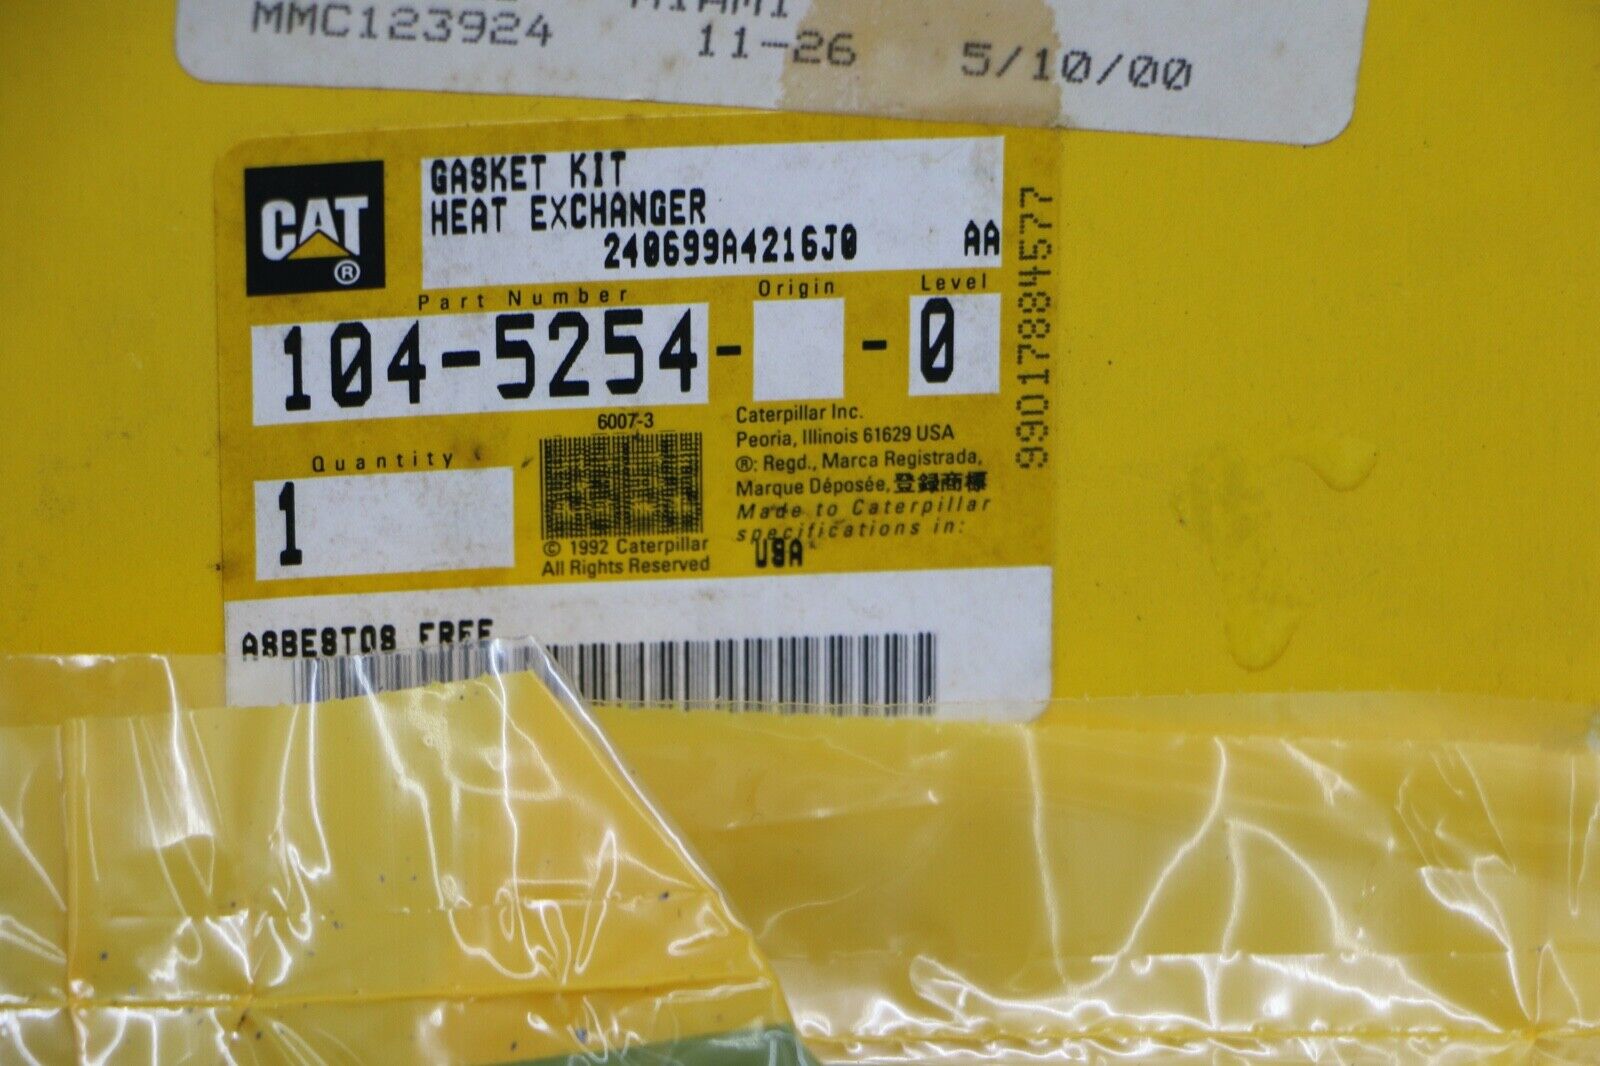 MIAMI
MMC123924 11-26 5/10/00
CAT®
GASKET KIT
HEAT EXCHANGER
240699A4216J0 AA
Part Number Origin Level
104-5254- -0
6007-3
Quantity
1
© 1992 Caterpillar
All Rights Reserved
Caterpillar Inc.
Peoria, Illinois 61629 USA
®: Regd., Marca Registrada,
Marque Déposée, 登録商標
Made to Caterpillar
specifications in:
USA
99017884577
ASBESTOS FREE